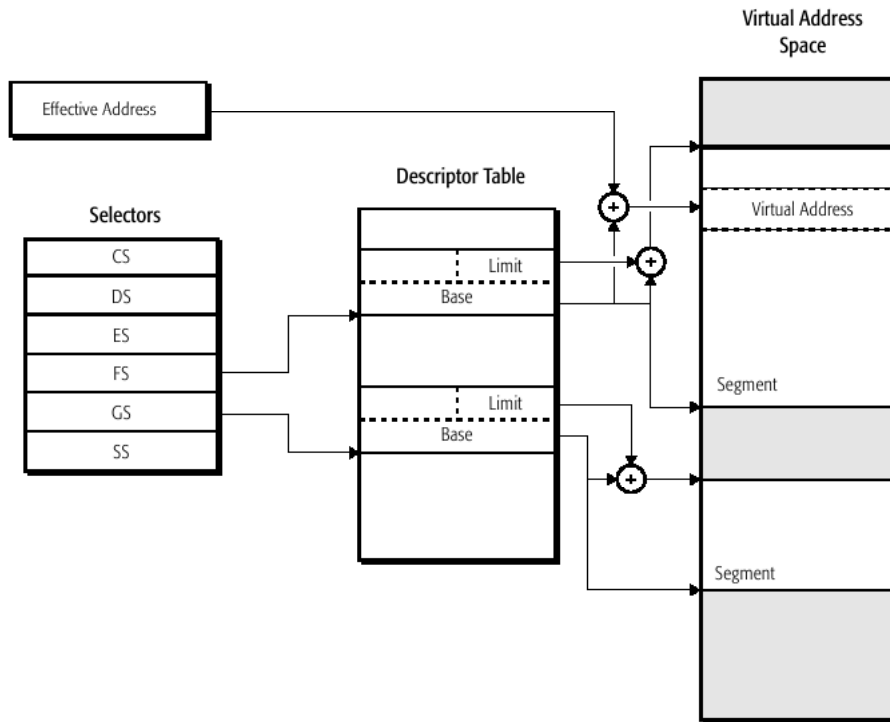 Virtual Address
Space
Effective Address
Descriptor Table
Selectors
CS
DS
ES
FS
GS
SS
Limit
Base
Limit
Base
+
+
+
Virtual Address
Segment
Segment